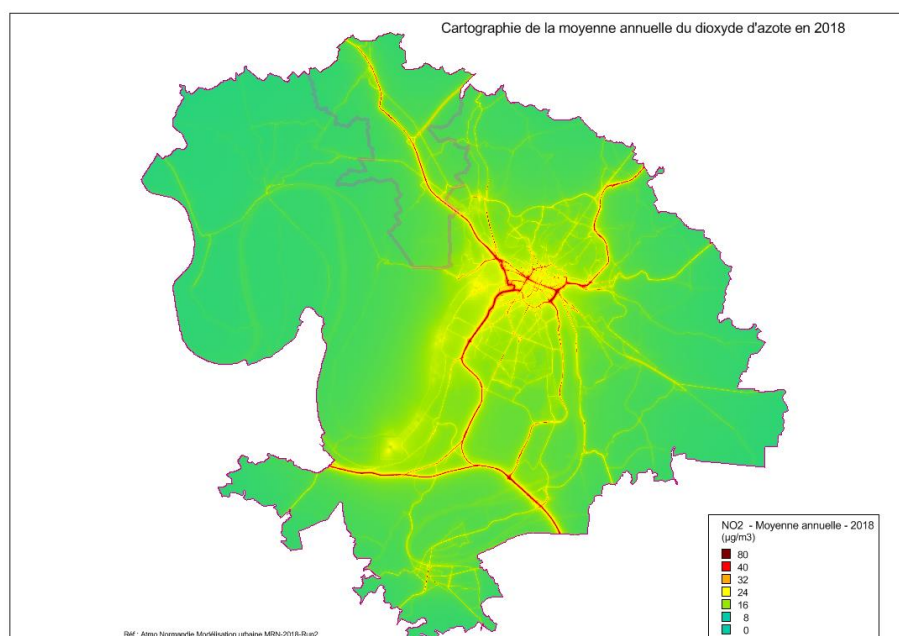 Cartographie de la moyenne annuelle du dioxyde d'azote en 2018
NO2 - Moyenne annuelle - 2018
(µg/m3)
80
40
32
24
16
8
0
Réf : Atmo Normandie Modélisation urbaine MRN-2018-Run2